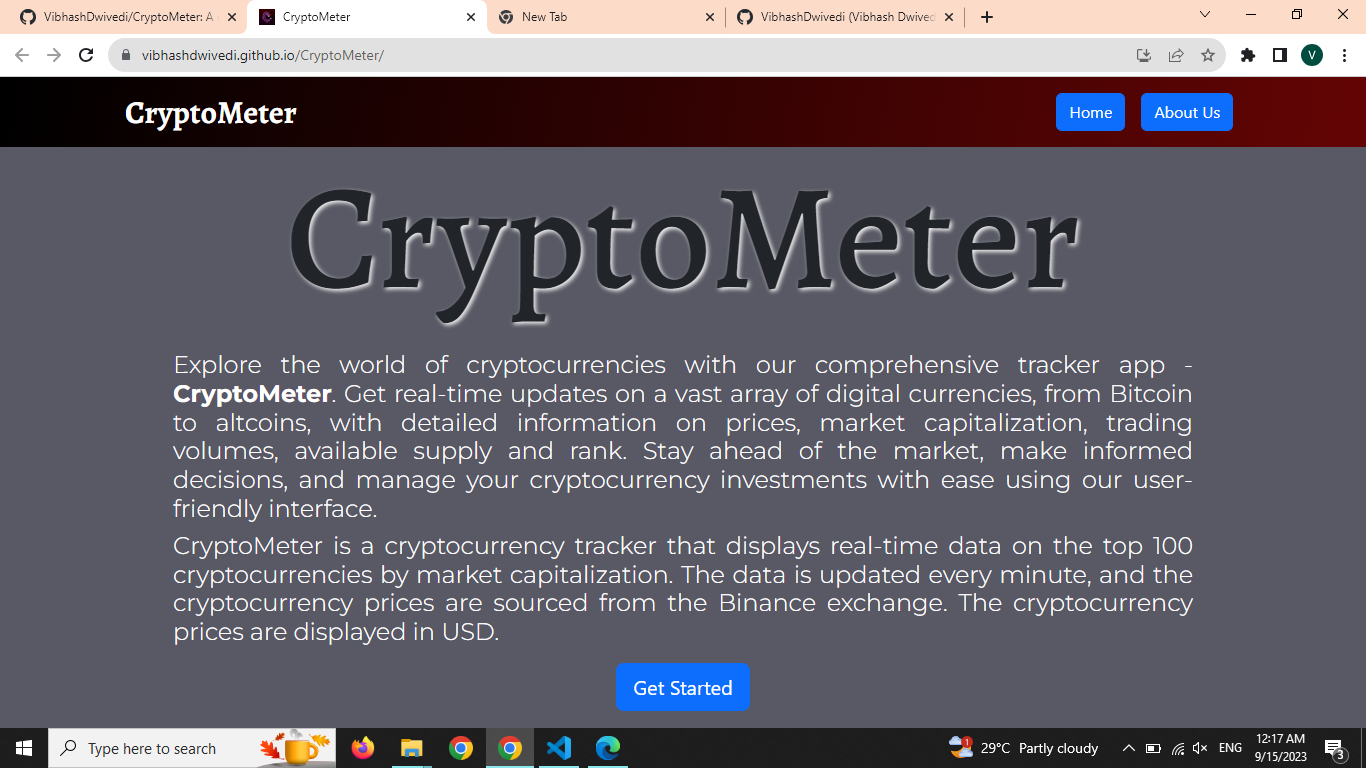 VibhashDwivedi/CryptoMeter: A
CryptoMeter
New Tab
VibhashDwivedi (Vibhash Dwived
vibhashdwivedi.github.io/CryptoMeter/
V
CryptoMeter
Home
About Us
CryptoMeter
Explore the world of cryptocurrencies with our comprehensive tracker app -
CryptoMeter. Get real-time updates on a vast array of digital currencies, from Bitcoin
to altcoins, with detailed information on prices, market capitalization, trading
volumes, available supply and rank. Stay ahead of the market, make informed
decisions, and manage your cryptocurrency investments with ease using our user-
friendly interface.
CryptoMeter is a cryptocurrency tracker that displays real-time data on the top 100
cryptocurrencies by market capitalization. The data is updated every minute, and the
cryptocurrency prices are sourced from the Binance exchange. The cryptocurrency
prices are displayed in USD.
Get Started
Type here to search
1
29°C Partly cloudy
ENG
12:17 AM
9/15/2023
3